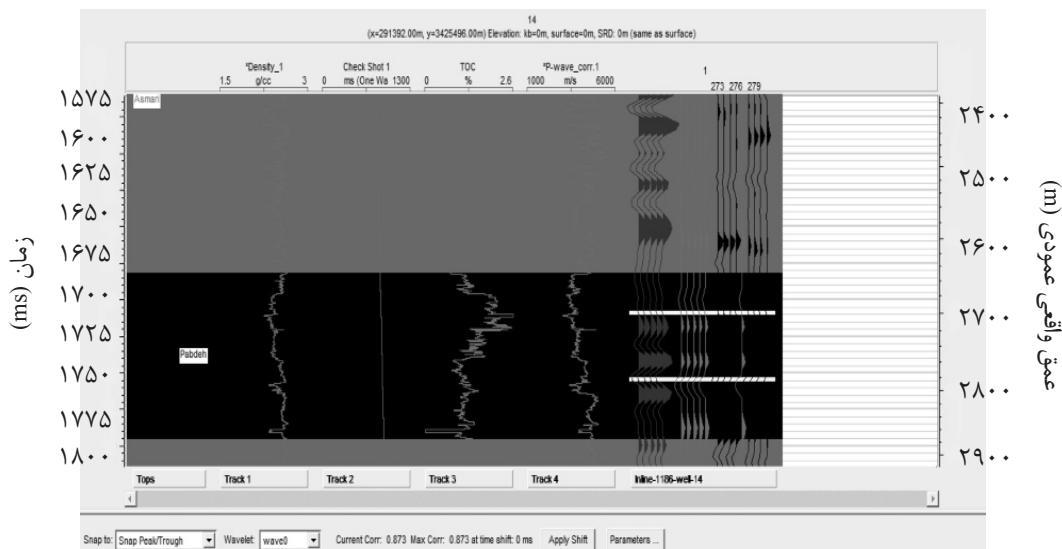 14
(x=291392.00m, y=3425496.00m) Elevation: kb=0m, surface=0m, SRD: 0m (same as surface)
*Density_1 Check Shot 1 TOC *P-wave_corr.1 1
1.5 g/cc 3 0 ms (One Wa 1300 0 % 2.6 1000 m/s 6000 273 276 279
Asmari
۱۵۷۵
۱۶۰۰
۱۶۲۵
۱۶۵۰
۱۶۷۵
۱۷۰۰
۱۷۲۵
۱۷۵۰
۱۷۷۵
۱۸۰۰
زمان (ms)
Pabdeh
۲۴۰۰
۲۵۰۰
۲۶۰۰
۲۷۰۰
۲۸۰۰
۲۹۰۰
عمق واقعی عمودی (m)
Tops Track 1 Track 2 Track 3 Track 4 Inline-1186-well-14
Snap to: Snap Peak/Trough Wavelet: wave0 Current Corr: 0.873 Max Corr: 0.873 at time shift: 0 ms Apply Shift Parameters ...